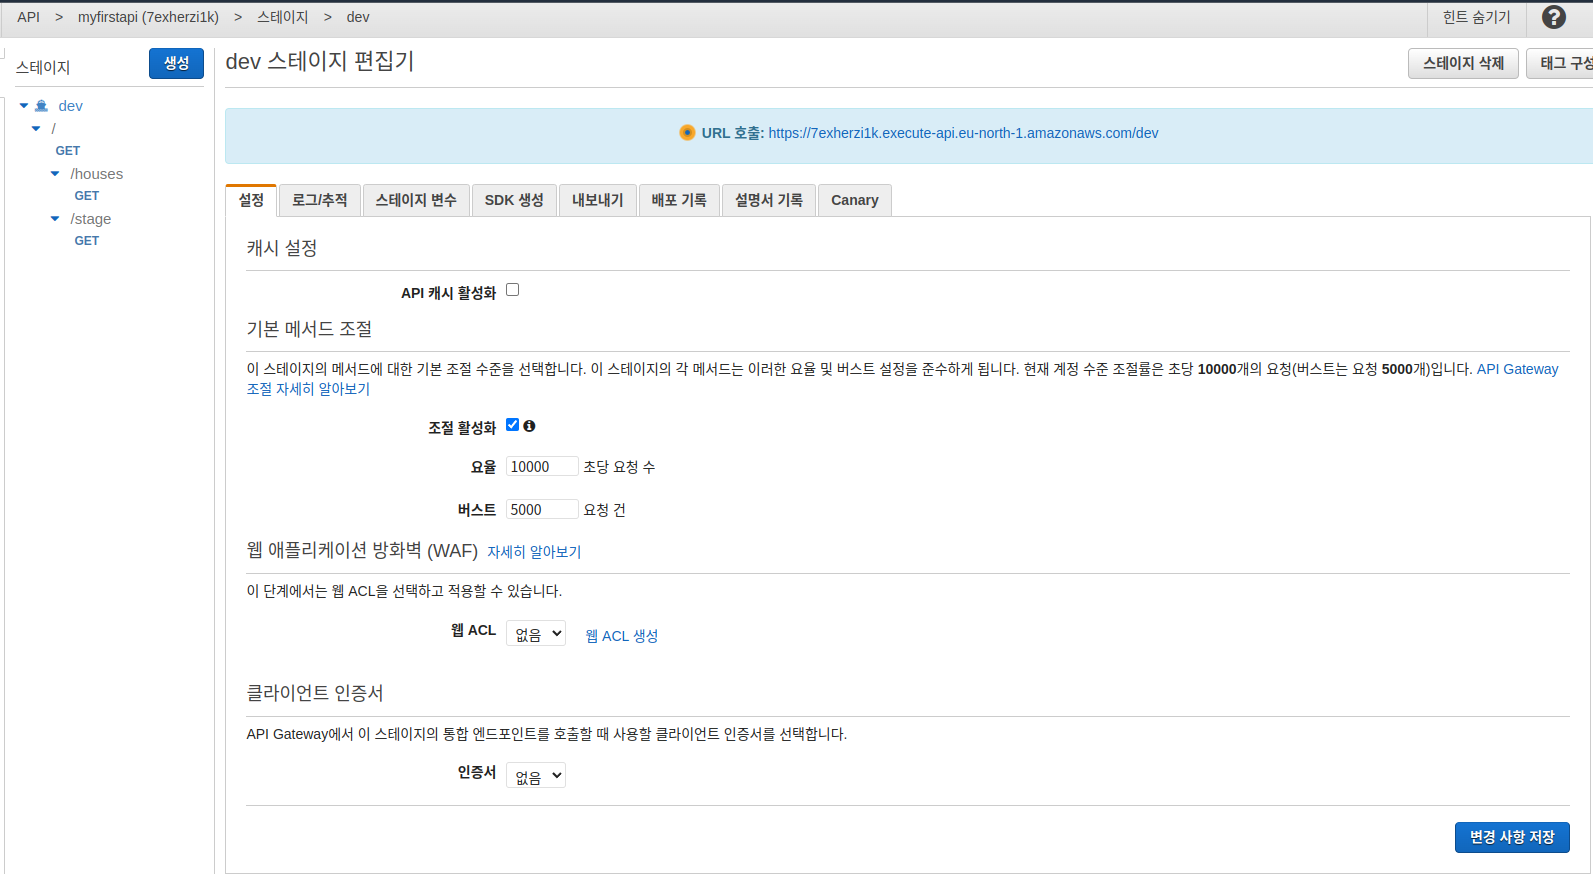 API > myfirstapi (7exherzi1k) > 스테이지 > dev
힌트 숨기기
?
스테이지
생성
dev
/
GET
/houses
GET
/stage
GET
dev 스테이지 편집기
스테이지 삭제
태그 구성
URL 호출: https://7exherzi1k.execute-api.eu-north-1.amazonaws.com/dev
설정 로그/추적 스테이지 변수 SDK 생성 내보내기 배포 기록 설명서 기록 Canary
캐시 설정
API 캐시 활성화
기본 메서드 조절
이 스테이지의 메서드에 대한 기본 조절 수준을 선택합니다. 이 스테이지의 각 메서드는 이러한 요율 및 버스트 설정을 준수하게 됩니다. 현재 계정 수준 조절률은 초당 10000개의 요청(버스트는 요청 5000개)입니다. API Gateway
조절 자세히 알아보기
조절 활성화
요율 10000 초당 요청 수
버스트 5000 요청 건
웹 애플리케이션 방화벽 (WAF) 자세히 알아보기
이 단계에서는 웹 ACL을 선택하고 적용할 수 있습니다.
웹 ACL 없음 웹 ACL 생성
클라이언트 인증서
API Gateway에서 이 스테이지의 통합 엔드포인트를 호출할 때 사용할 클라이언트 인증서를 선택합니다.
인증서 없음
변경 사항 저장